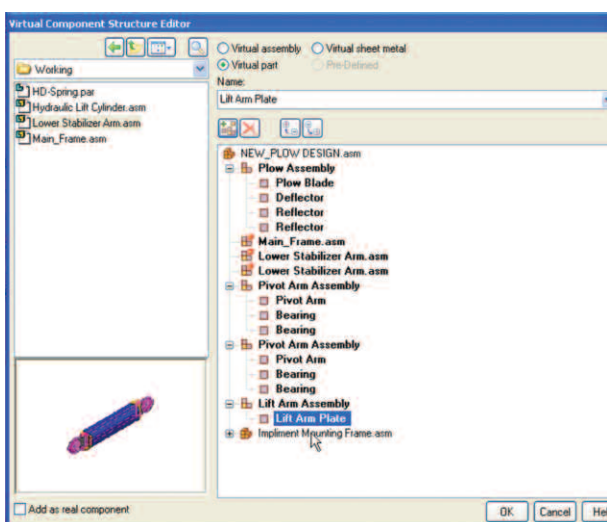 Virtual Component Structure Editor
Working
HD-Spring.par
Hydraulic Lift Cylinder.asm
Lower Stabilizer Arm.asm
Main_Frame.asm
Add as real component
Virtual assembly Virtual sheet metal
Virtual part Pre-Defined
Name:
Lift Arm Plate
NEW_PLOW DESIGN.asm
Plow Assembly
Plow Blade
Deflector
Reflector
Reflector
Main_Frame.asm
Lower Stabilizer Arm.asm
Lower Stabilizer Arm.asm
Pivot Arm Assembly
Pivot Arm
Bearing
Bearing
Pivot Arm Assembly
Pivot Arm
Bearing
Bearing
Lift Arm Assembly
Lift Arm Plate
Impliment Mounting Frame.asm
OK Cancel He